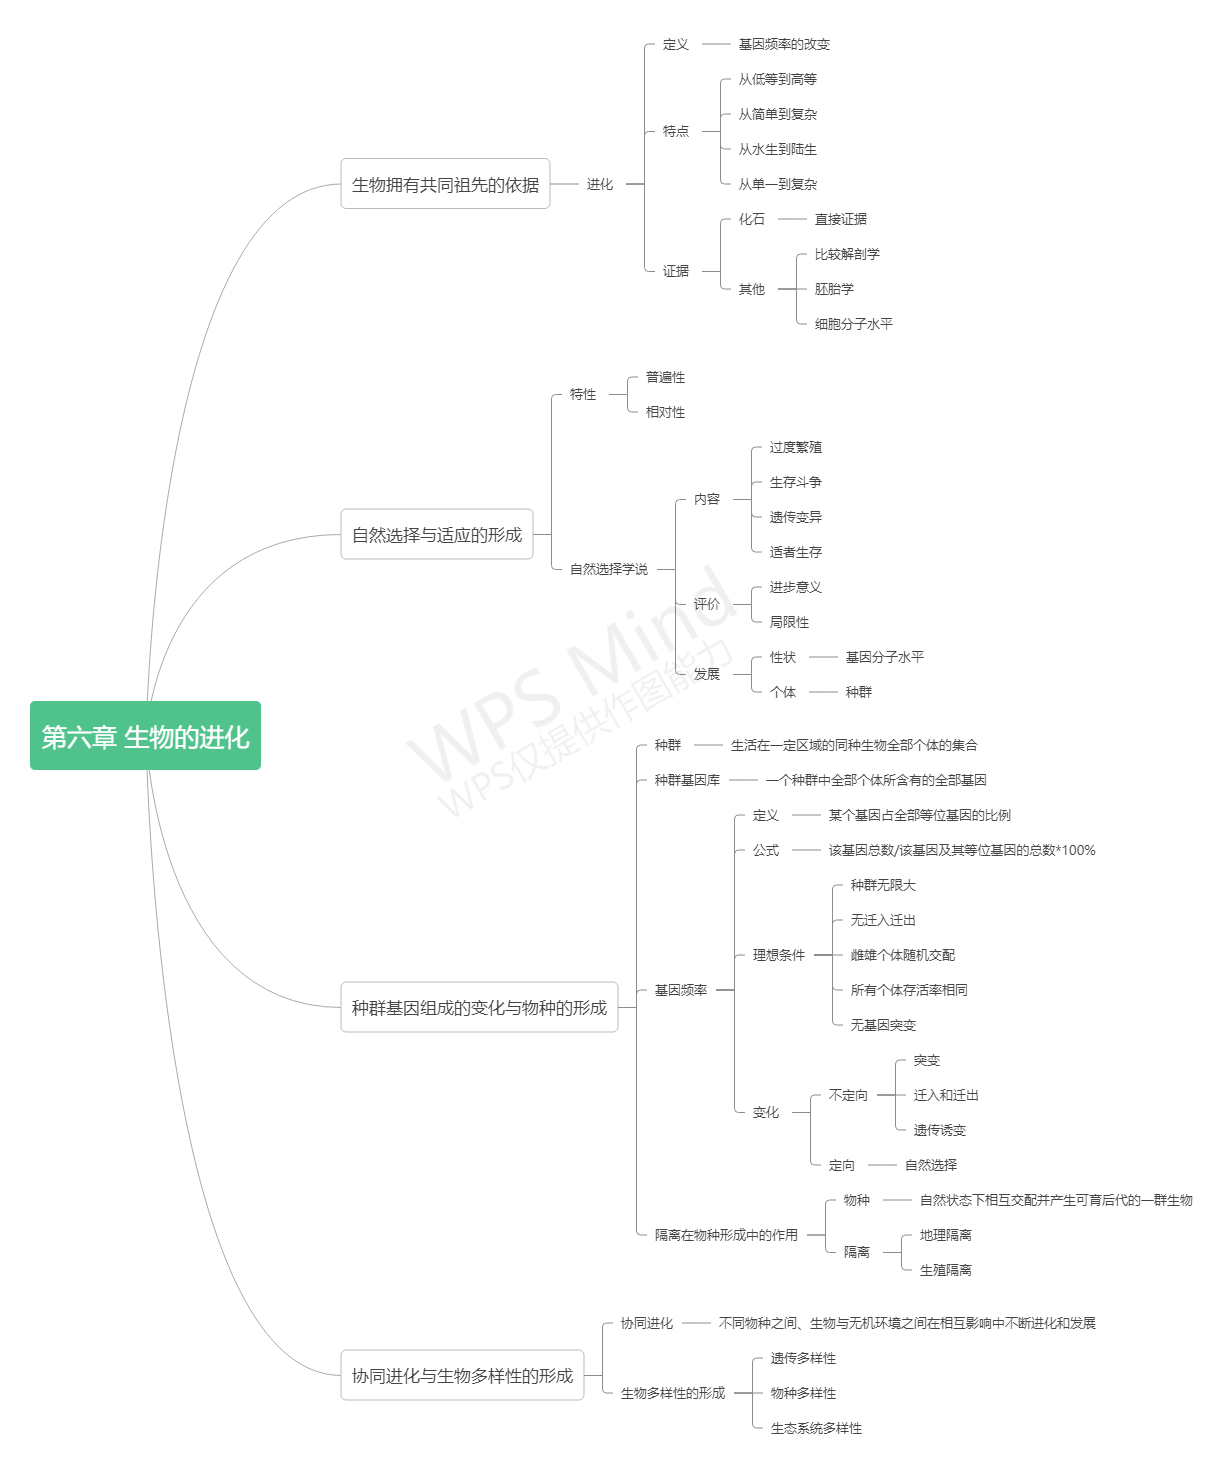 第六章 生物的进化
生物拥有共同祖先的依据
进化
定义
基因频率的改变
特点
从低等到高等
从简单到复杂
从水生到陆生
从单一到复杂
证据
化石
直接证据
其他
比较解剖学
胚胎学
细胞分子水平
自然选择与适应的形成
特性
普遍性
相对性
自然选择学说
内容
过度繁殖
生存斗争
遗传变异
适者生存
评价
进步意义
局限性
发展
性状
基因分子水平
个体
种群
种群基因组成的变化与物种的形成
种群
生活在一定区域的同种生物全部个体的集合
种群基因库
一个种群中全部个体所含有的全部基因
基因频率
定义
某个基因占全部等位基因的比例
公式
该基因总数/该基因及其等位基因的总数*100%
理想条件
种群无限大
无迁入迁出
雌雄个体随机交配
所有个体存活率相同
无基因突变
变化
不定向
突变
迁入和迁出
遗传诱变
定向
自然选择
隔离在物种形成中的作用
物种
自然状态下相互交配并产生可育后代的一群生物
隔离
地理隔离
生殖隔离
协同进化与生物多样性的形成
协同进化
不同物种之间、生物与无机环境之间在相互影响中不断进化和发展
生物多样性的形成
遗传多样性
物种多样性
生态系统多样性
WPS Mind
WPS仅提供作图能力